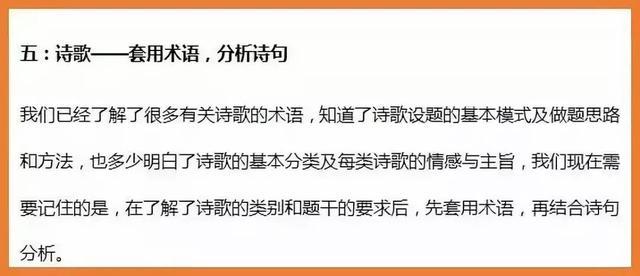 五：诗歌——套用术语，分析诗句
我们已经了解了很多有关诗歌的术语，知道了诗歌设题的基本模式及做题思路
和方法，也多少明白了诗歌的基本分类及每类诗歌的情感与主旨，我们现在需
要记住的是，在了解了诗歌的类别和题干的要求后，先套用术语，再结合诗句
分析。